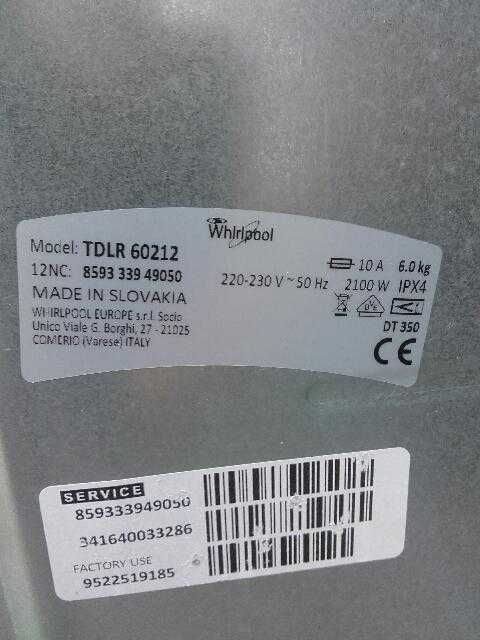 Whirlpool
Model: TDLR 60212
12NC: 8593 339 49050
MADE IN SLOVAKIA
WHIRLPOOL EUROPE s.r.l. Socio
Unico Viale G. Borghi, 27 - 21025
COMERIO (Varese) ITALY
10 A 6.0 kg
220-230 V ~ 50 Hz 2100 W IPX4
DT 350
CE
SERVICE
859333949050
341640033286
FACTORY USE
9522519185